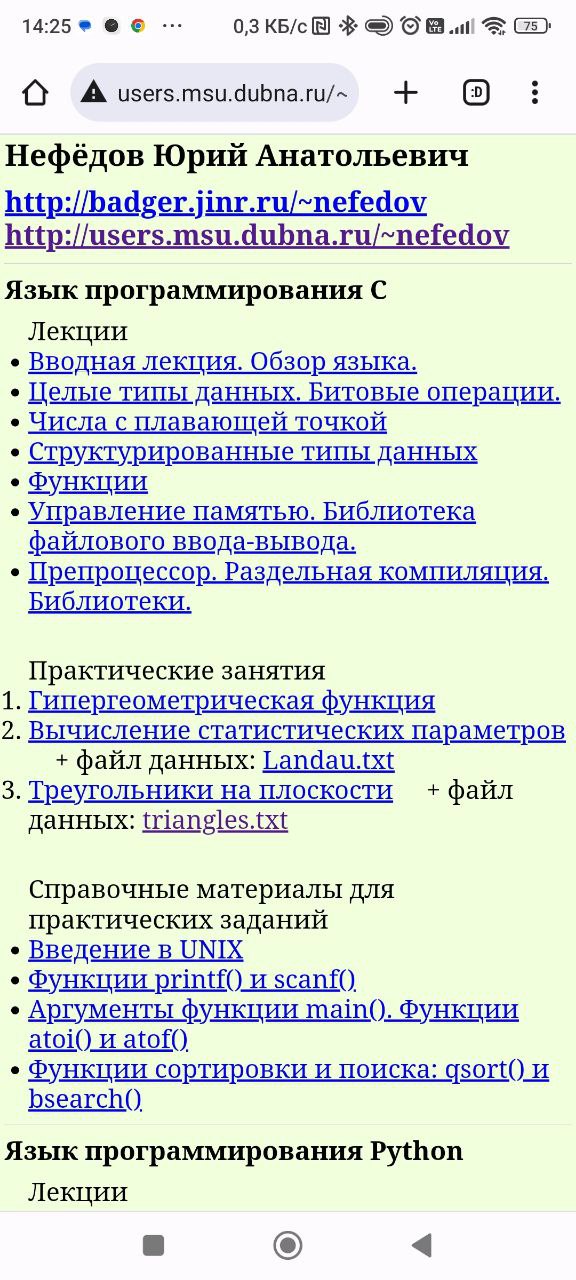 14:25 ... 0,3 КБ/с Vo LTE 75
users.msu.dubna.ru/~ :D
Нефёдов Юрий Анатольевич
http://badger.jinr.ru/~nefedov
http://users.msu.dubna.ru/~nefedov
Язык программирования C
Лекции
• Вводная лекция. Обзор языка.
• Целые типы данных. Битовые операции.
• Числа с плавающей точкой
• Структурированные типы данных
• Функции
• Управление памятью. Библиотека
файлового ввода-вывода.
• Препроцессор. Раздельная компиляция.
Библиотеки.
Практические занятия
1. Гипергеометрическая функция
2. Вычисление статистических параметров
+ файл данных: Landau.txt
3. Треугольники на плоскости + файл
данных: triangles.txt
Справочные материалы для
практических заданий
• Введение в UNIX
• Функции printf() и scanf()
• Аргументы функции main(). Функции
atoi() и atof()
• Функции сортировки и поиска: qsort() и
bsearch()
Язык программирования Python
Лекции